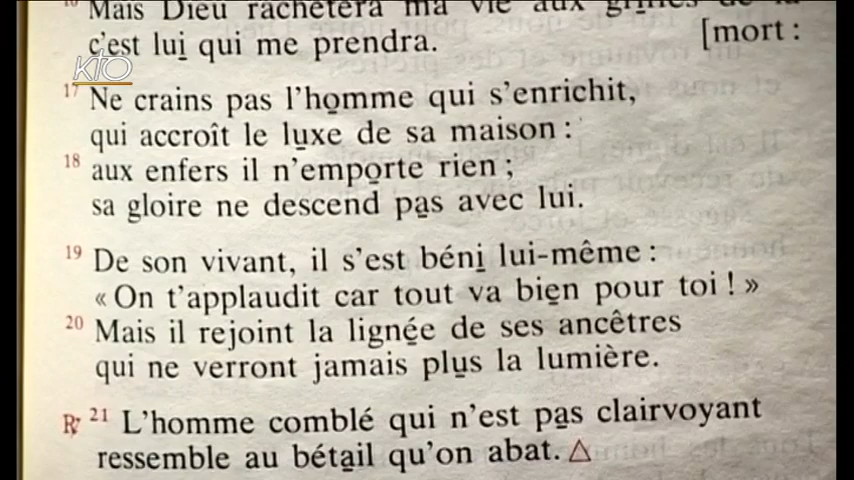 16 Mais Dieu rachètera ma vie aux griffes de la
c'est lui qui me prendra. [mort :
KTO
17 Ne crains pas l'homme qui s'enrichit,
qui accroît le luxe de sa maison :
18 aux enfers il n'emporte rien ;
sa gloire ne descend pas avec lui.
19 De son vivant, il s'est béni lui-même :
« On t'applaudit car tout va bien pour toi ! »
20 Mais il rejoint la lignée de ses ancêtres
qui ne verront jamais plus la lumière.
℟ 21 L'homme comblé qui n'est pas clairvoyant
ressemble au bétail qu'on abat. △